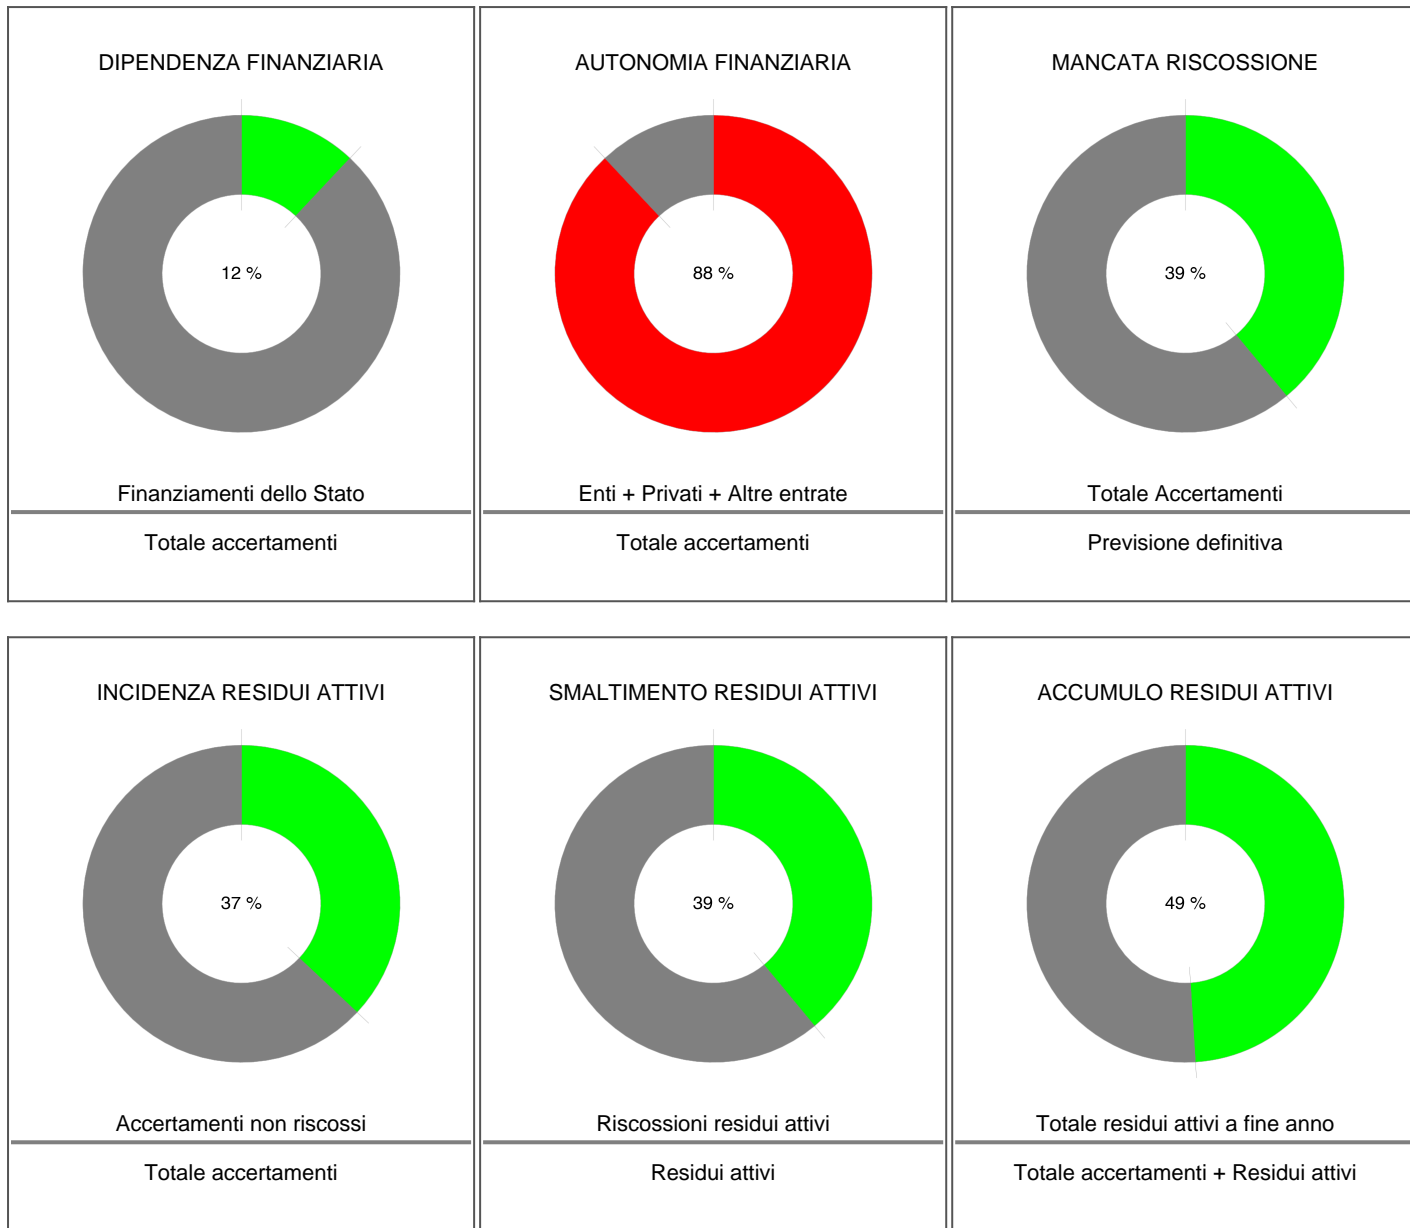 DIPENDENZA FINANZIARIA
12 %
Finanziamenti dello Stato
Totale accertamenti
AUTONOMIA FINANZIARIA
88 %
Enti + Privati + Altre entrate
Totale accertamenti
MANCATA RISCOSSIONE
39 %
Totale Accertamenti
Previsione definitiva
INCIDENZA RESIDUI ATTIVI
37 %
Accertamenti non riscossi
Totale accertamenti
SMALTIMENTO RESIDUI ATTIVI
39 %
Riscossioni residui attivi
Residui attivi
ACCUMULO RESIDUI ATTIVI
49 %
Totale residui attivi a fine anno
Totale accertamenti + Residui attivi